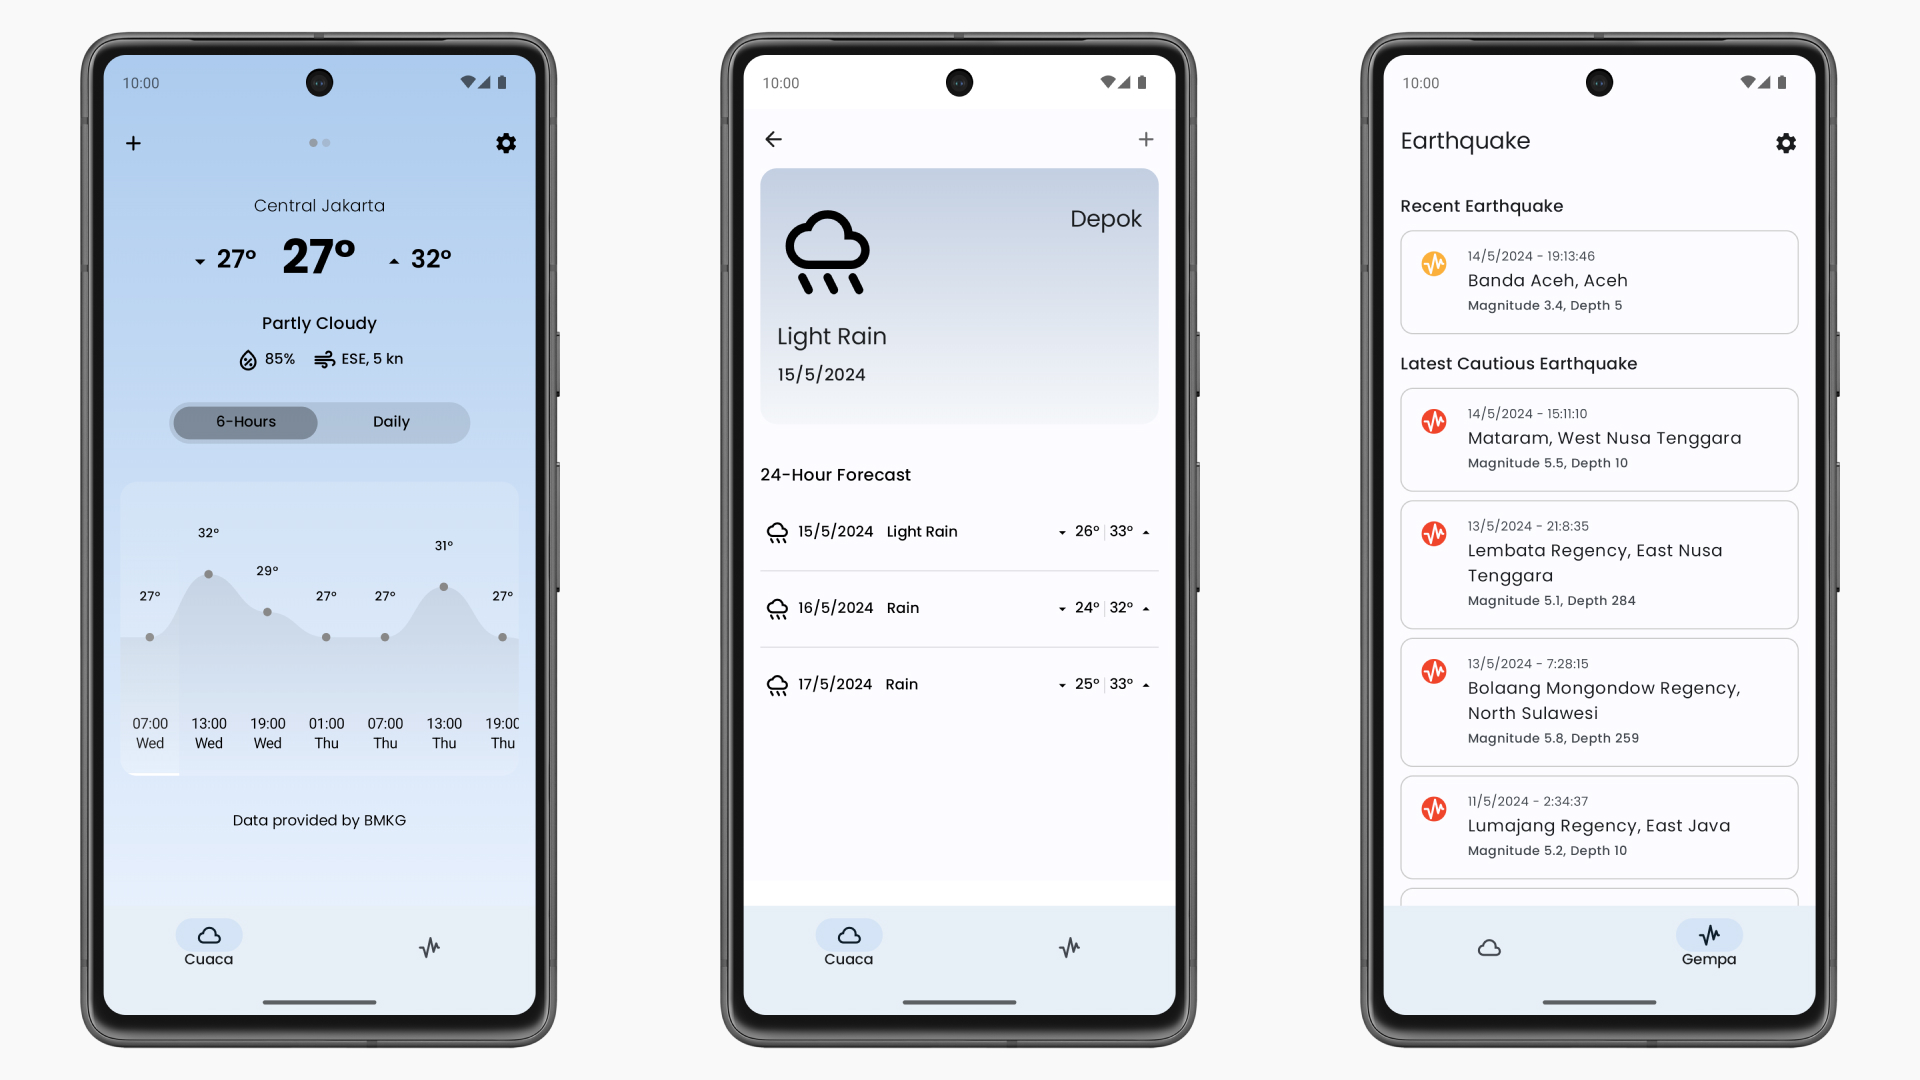 10:00
Central Jakarta
27° 27° 32°
Partly Cloudy
85% ESE, 5 kn
6-Hours Daily
32°
31°
29°
27° 27° 27° 27°
07:00 13:00 19:00 01:00 07:00 13:00 19:00
Wed Wed Wed Thu Thu Thu Thu
Data provided by BMKG
Cuaca
10:00
Depok
Light Rain
15/5/2024
24-Hour Forecast
15/5/2024 Light Rain 26° 33°
16/5/2024 Rain 24° 32°
17/5/2024 Rain 25° 33°
Cuaca
10:00
Earthquake
Recent Earthquake
14/5/2024 - 19:13:46
Banda Aceh, Aceh
Magnitude 3.4, Depth 5
Latest Cautious Earthquake
14/5/2024 - 15:11:10
Mataram, West Nusa Tenggara
Magnitude 5.5, Depth 10
13/5/2024 - 21:8:35
Lembata Regency, East Nusa
Tenggara
Magnitude 5.1, Depth 284
13/5/2024 - 7:28:15
Bolaang Mongondow Regency,
North Sulawesi
Magnitude 5.8, Depth 259
11/5/2024 - 2:34:37
Lumajang Regency, East Java
Magnitude 5.2, Depth 10
Gempa